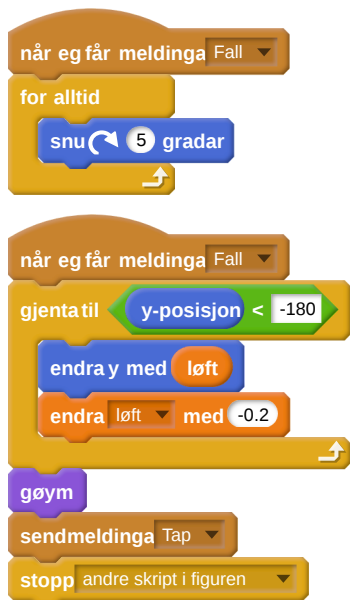 når eg får meldinga Fall
for alltid
snu 5 gradar
når eg får meldinga Fall
gjenta til y-posisjon < -180
endra y med løft
endra løft med -0.2
gøym
sendmeldinga Tap
stopp andre skript i figuren